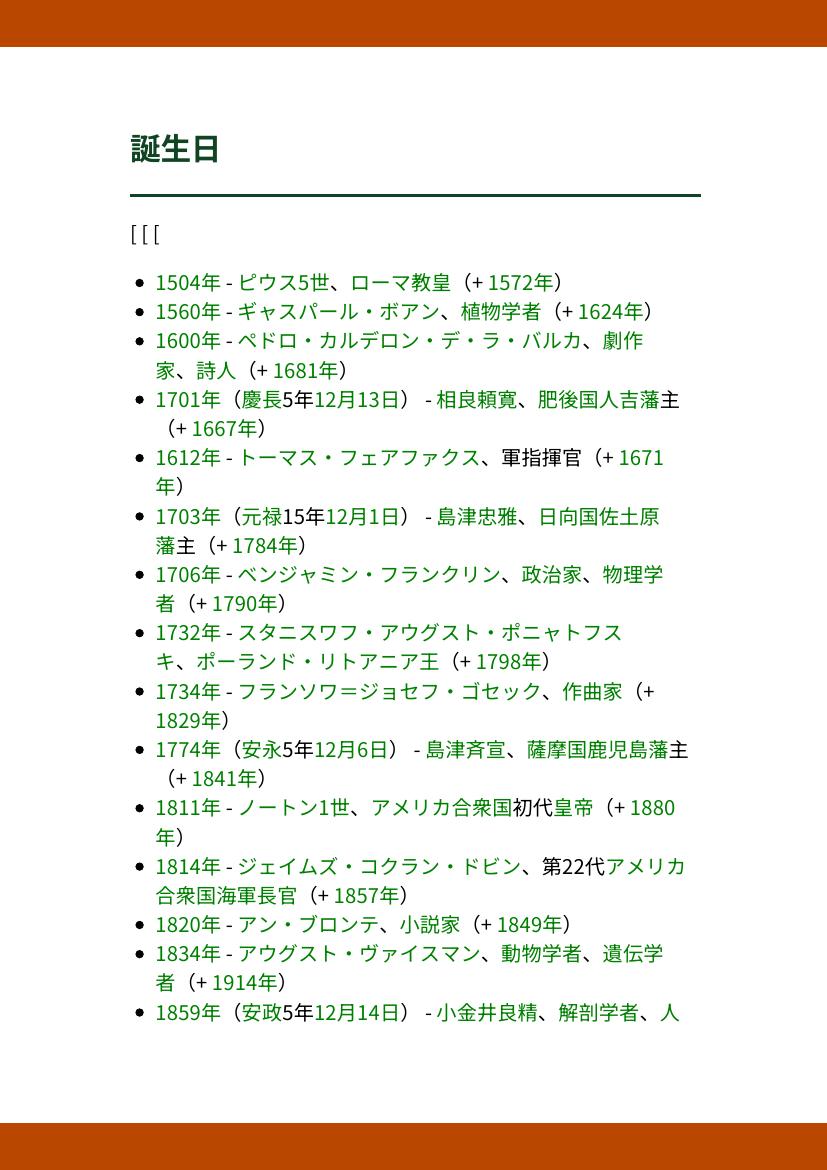 誕生日
[ [ [
• 1504年 - ピウス5世、ローマ教皇（+ 1572年）
• 1560年 - ギャスパール・ボアン、植物学者（+ 1624年）
• 1600年 - ペドロ・カルデロン・デ・ラ・バルカ、劇作
家、詩人（+ 1681年）
• 1701年（慶長5年12月13日） - 相良頼寛、肥後国人吉藩主
（+ 1667年）
• 1612年 - トーマス・フェアファクス、軍指揮官（+ 1671
年）
• 1703年（元禄15年12月1日） - 島津忠雅、日向国佐土原
藩主（+ 1784年）
• 1706年 - ベンジャミン・フランクリン、政治家、物理学
者（+ 1790年）
• 1732年 - スタニスワフ・アウグスト・ポニャトフス
キ、ポーランド・リトアニア王（+ 1798年）
• 1734年 - フランソワ＝ジョセフ・ゴセック、作曲家（+
1829年）
• 1774年（安永5年12月6日） - 島津斉宣、薩摩国鹿児島藩主
（+ 1841年）
• 1811年 - ノートン1世、アメリカ合衆国初代皇帝（+ 1880
年）
• 1814年 - ジェイムズ・コクラン・ドビン、第22代アメリカ
合衆国海軍長官（+ 1857年）
• 1820年 - アン・ブロンテ、小説家（+ 1849年）
• 1834年 - アウグスト・ヴァイスマン、動物学者、遺伝学
者（+ 1914年）
• 1859年（安政5年12月14日） - 小金井良精、解剖学者、人